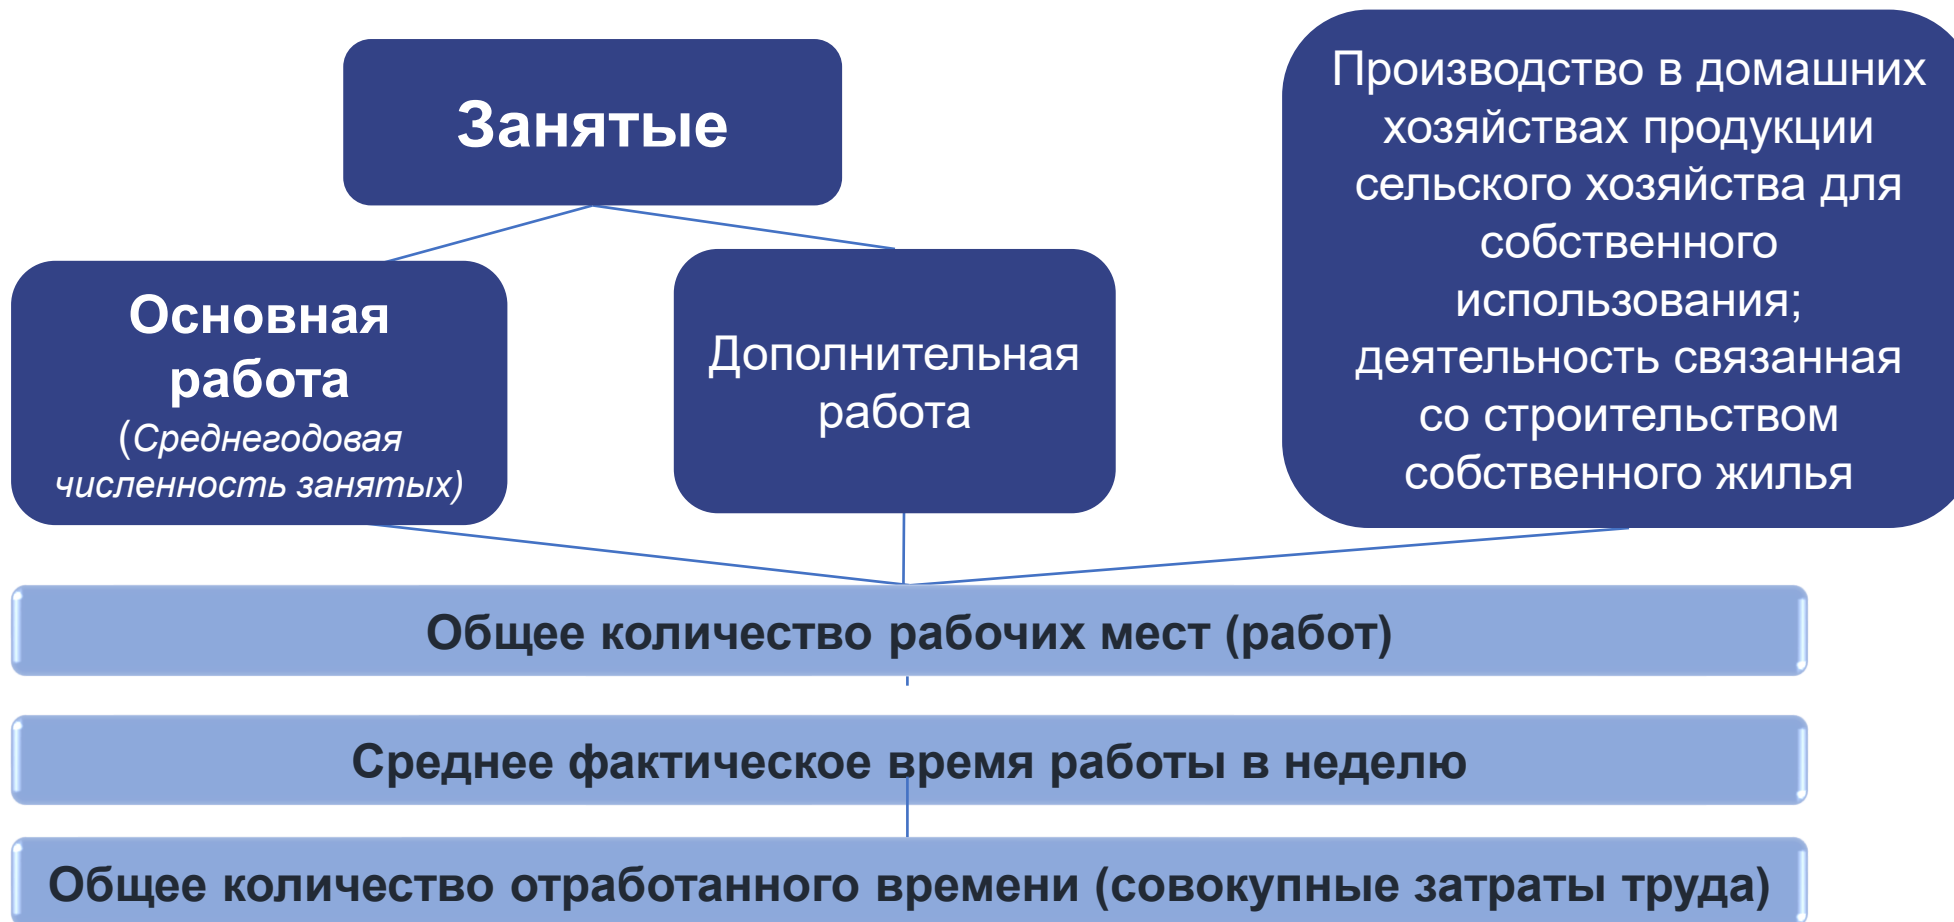 Занятые
Основная
работа
(Среднегодовая
численность занятых)
Дополнительная
работа
Производство в домашних
хозяйствах продукции
сельского хозяйства для
собственного
использования;
деятельность связанная
со строительством
собственного жилья
Общее количество рабочих мест (работ)
Среднее фактическое время работы в неделю
Общее количество отработанного времени (совокупные затраты труда)